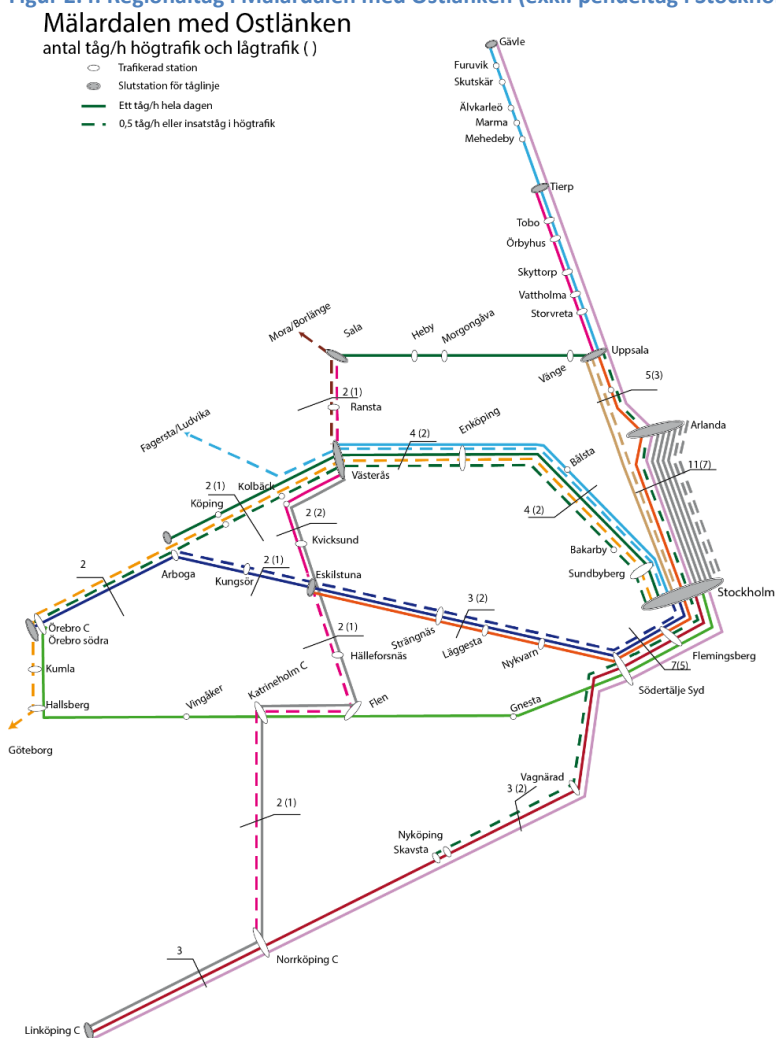 Figur 2. h Regionaltåg i Mälardalen med Ostlänken (exkl. pendeltåg i Stockho
Mälardalen med Ostlänken
antal tåg/h högtrafik och lågtrafik ( )
Trafikerad station
Slutstation för tåglinje
Ett tåg/h hela dagen
0,5 tåg/h eller insatståg i högtrafik
Gävle
Furuvik
Skutskär
Älvkarleö
Marma
Mehedeby
Tierp
Tobo
Örbyhus
Skyttorp
Vattholma
Storvreta
Mora/Borlänge
Sala
Heby
Morgongåva
Vänge
Uppsala
5(3)
2 (1)
Ransta
Fagersta/Ludvika
Enköping
4 (2)
Arlanda
Bålsta
11(7)
Västerås
Kolbäck
2 (1)
Köping
2 (2)
Kvicksund
4 (2)
Bakarby
Sundbyberg
Stockholm
2
Arboga
Kungsör
2 (1)
Eskilstuna
3 (2)
Strängnäs
Läggesta
Nykvarn
Örebro C
Örebro södra
2 (1)
Hälleforsnäs
Flemingsberg
7(5)
Södertälje Syd
Kumla
Hallsberg
Vingåker
Katrineholm C
Flen
Gnesta
Göteborg
Vagnärad
3 (2)
2 (1)
Nyköping
Skavsta
3
Norrköping C
Linköping C